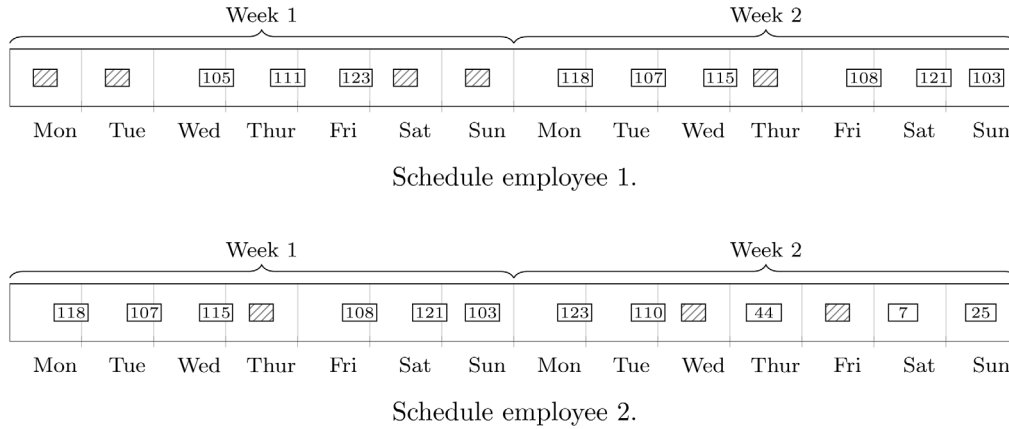 Week 1 Week 2
105 111 123 118 107 115 108 121 103
Mon Tue Wed Thur Fri Sat Sun Mon Tue Wed Thur Fri Sat Sun
Schedule employee 1.
Week 1 Week 2
118 107 115 108 121 103 123 110 44 7 25
Mon Tue Wed Thur Fri Sat Sun Mon Tue Wed Thur Fri Sat Sun
Schedule employee 2.